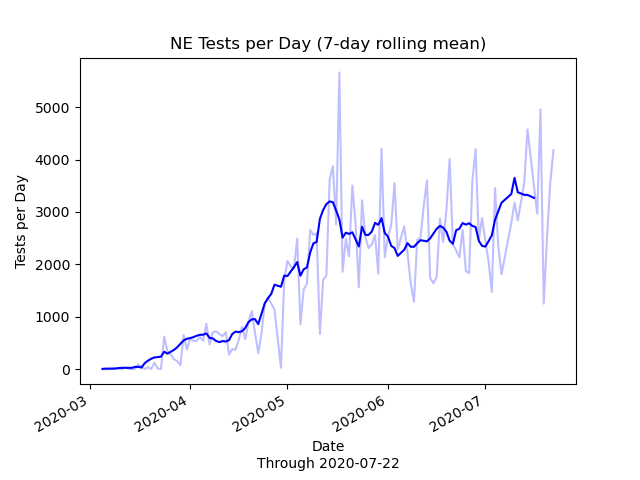 NE Tests per Day (7-day rolling mean)
5000
4000
3000
2000
1000
0
Tests per Day
2020-03
2020-04
2020-05
2020-06
2020-07
Date
Through 2020-07-22